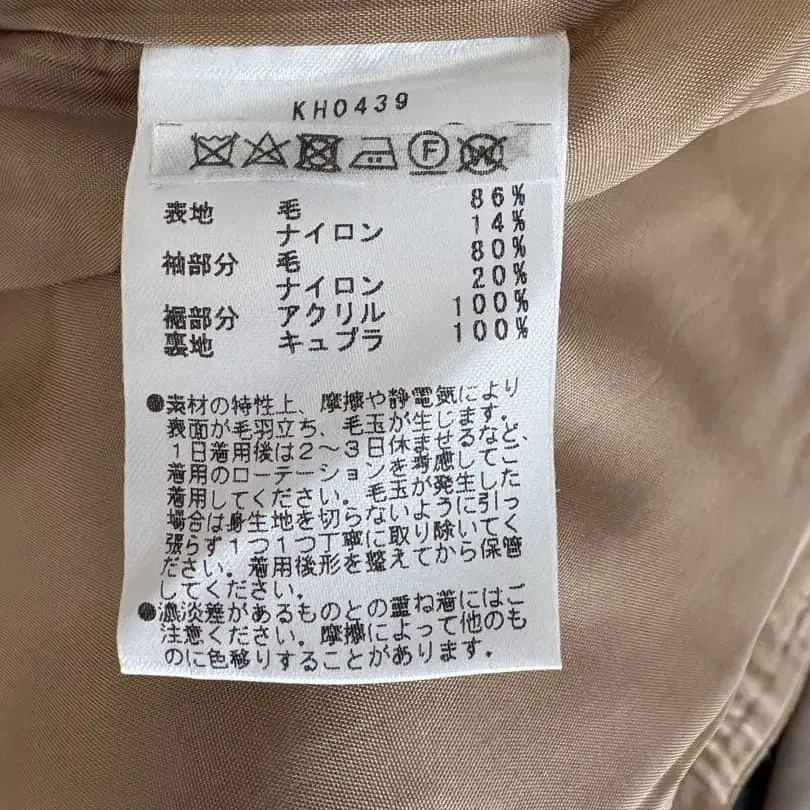 KH0439
F W
表地 毛 86%
ナイロン 14%
袖部分 毛 80%
ナイロン 20%
裾部分 アクリル 100%
裏地 キュプラ 100%
●素材の特性上、摩擦や静電気により
表面が毛羽立ち、毛玉が生じます。
1日着用後は2〜3日休ませるなど、
着用のローテーションを考慮してご
着用してください。毛玉が発生した
場合は身生地を切らないように引っ
張らず1つ1つ丁寧に取り除いてく
ださい。着用後形を整えてから保管
してください。
●濃淡差があるものとの重ね着にはご
注意ください。摩擦によって他のも
のに色移りすることがあります。